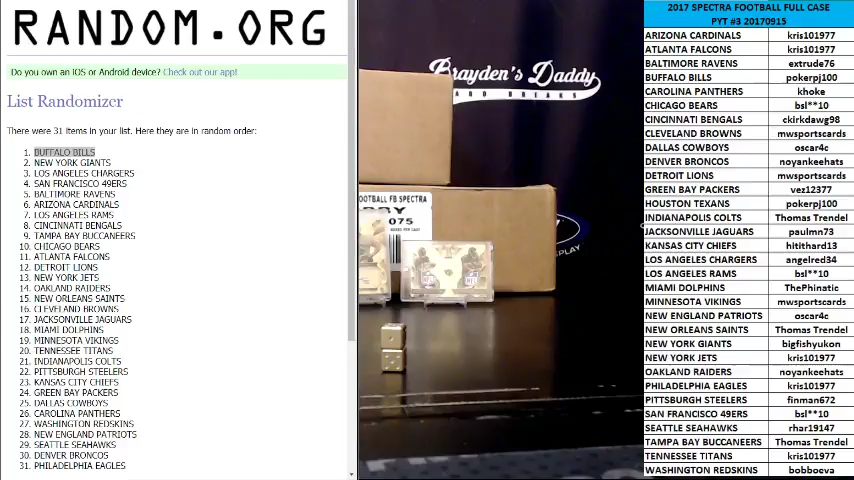 RANDOM.ORG
Do you own an iOS or Android device? Check out our app!
List Randomizer
There were 31 items in your list. Here they are in random order:
1. BUFFALO BILLS
2. NEW YORK GIANTS
3. LOS ANGELES CHARGERS
4. SAN FRANCISCO 49ERS
5. BALTIMORE RAVENS
6. ARIZONA CARDINALS
7. LOS ANGELES RAMS
8. CINCINNATI BENGALS
9. TAMPA BAY BUCCANEERS
10. CHICAGO BEARS
11. ATLANTA FALCONS
12. DETROIT LIONS
13. NEW YORK JETS
14. OAKLAND RAIDERS
15. NEW ORLEANS SAINTS
16. CLEVELAND BROWNS
17. JACKSONVILLE JAGUARS
18. MIAMI DOLPHINS
19. MINNESOTA VIKINGS
20. TENNESSEE TITANS
21. INDIANAPOLIS COLTS
22. PITTSBURGH STEELERS
23. KANSAS CITY CHIEFS
24. GREEN BAY PACKERS
25. DALLAS COWBOYS
26. CAROLINA PANTHERS
27. WASHINGTON REDSKINS
28. NEW ENGLAND PATRIOTS
29. SEATTLE SEAHAWKS
30. DENVER BRONCOS
31. PHILADELPHIA EAGLES
Brayden's Daddy
CARD BREAKS
FOOTBALL FB SPECTRA
075
PLAY
2017 SPECTRA FOOTBALL FULL CASE
PYT #3 20170915
ARIZONA CARDINALS kris101977
ATLANTA FALCONS kris101977
BALTIMORE RAVENS extrude76
BUFFALO BILLS pokerpj100
CAROLINA PANTHERS khoke
CHICAGO BEARS bsl**10
CINCINNATI BENGALS ckirkdawg98
CLEVELAND BROWNS mwsportscards
DALLAS COWBOYS oscar4c
DENVER BRONCOS noyankeehats
DETROIT LIONS mwsportscards
GREEN BAY PACKERS vez12377
HOUSTON TEXANS pokerpj100
INDIANAPOLIS COLTS Thomas Trendel
JACKSONVILLE JAGUARS paulmn73
KANSAS CITY CHIEFS hitithard13
LOS ANGELES CHARGERS angelred34
LOS ANGELES RAMS bsl**10
MIAMI DOLPHINS ThePhinatic
MINNESOTA VIKINGS mwsportscards
NEW ENGLAND PATRIOTS oscar4c
NEW ORLEANS SAINTS Thomas Trendel
NEW YORK GIANTS bigfishyukon
NEW YORK JETS kris101977
OAKLAND RAIDERS noyankeehats
PHILADELPHIA EAGLES kris101977
PITTSBURGH STEELERS finman672
SAN FRANCISCO 49ERS bsl**10
SEATTLE SEAHAWKS rhar19147
TAMPA BAY BUCCANEERS Thomas Trendel
TENNESSEE TITANS kris101977
WASHINGTON REDSKINS bobboeva